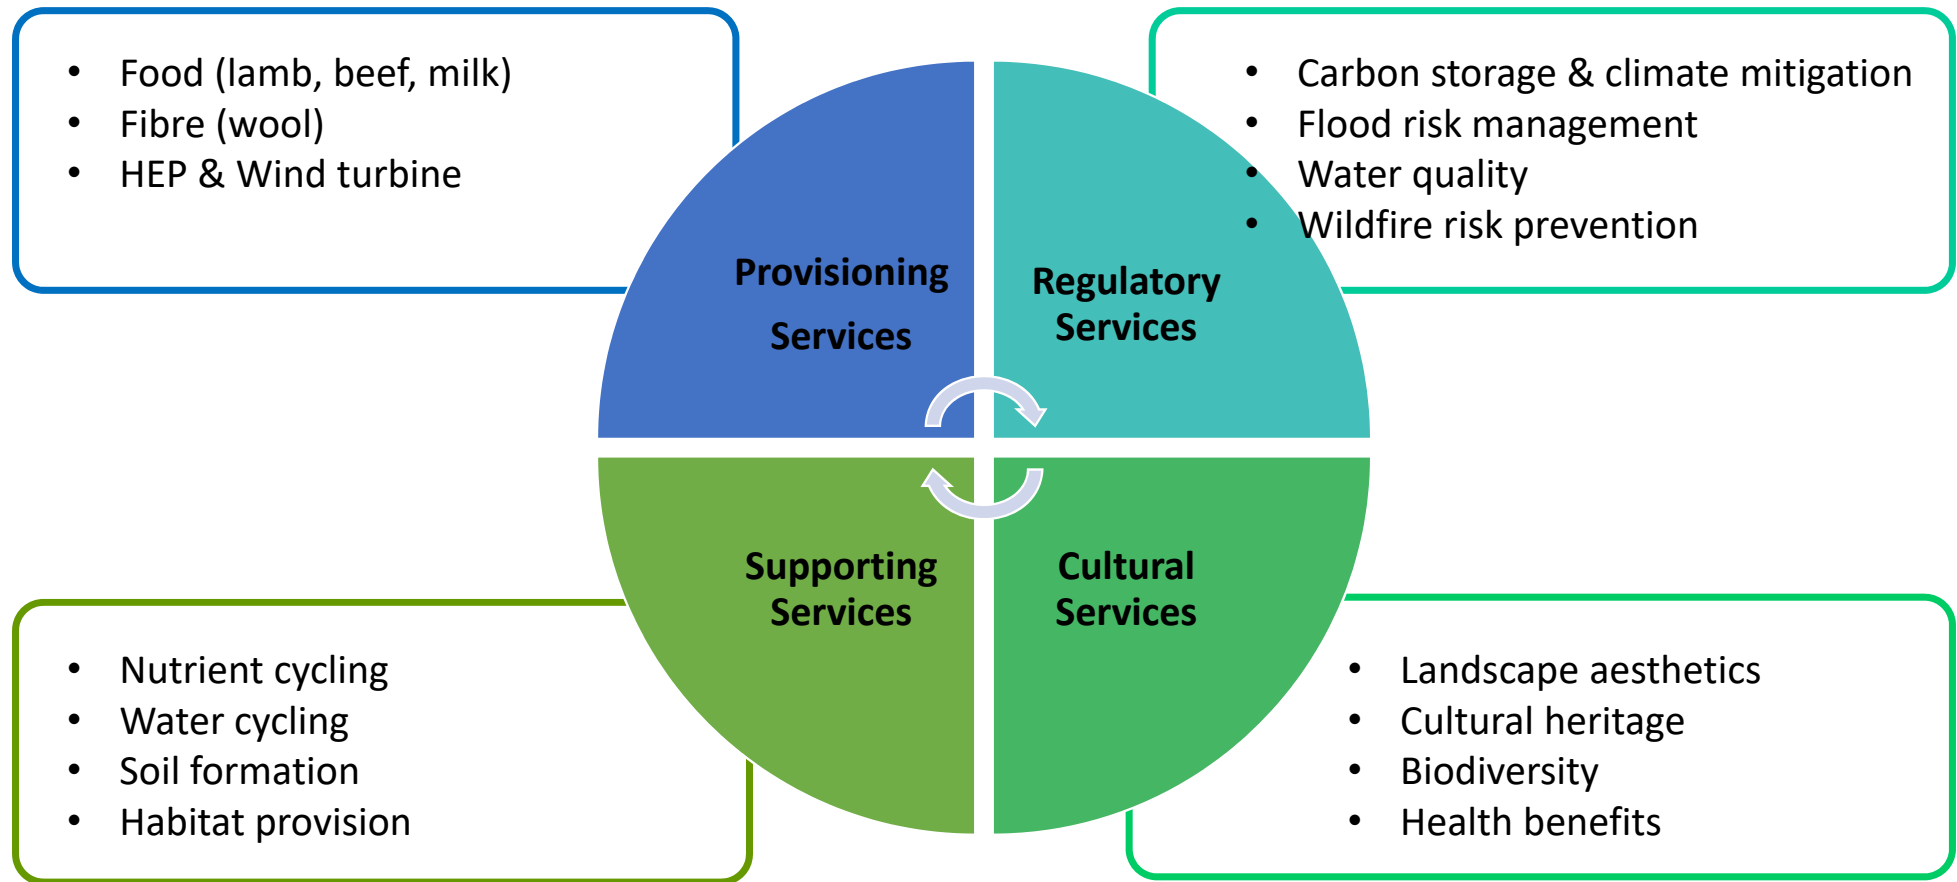 • Food (lamb, beef, milk)
• Fibre (wool)
• HEP & Wind turbine
• Carbon storage & climate mitigation
• Flood risk management
• Water quality
• Wildfire risk prevention
Provisioning
Services
Regulatory
Services
Supporting
Services
Cultural
Services
• Nutrient cycling
• Water cycling
• Soil formation
• Habitat provision
• Landscape aesthetics
• Cultural heritage
• Biodiversity
• Health benefits